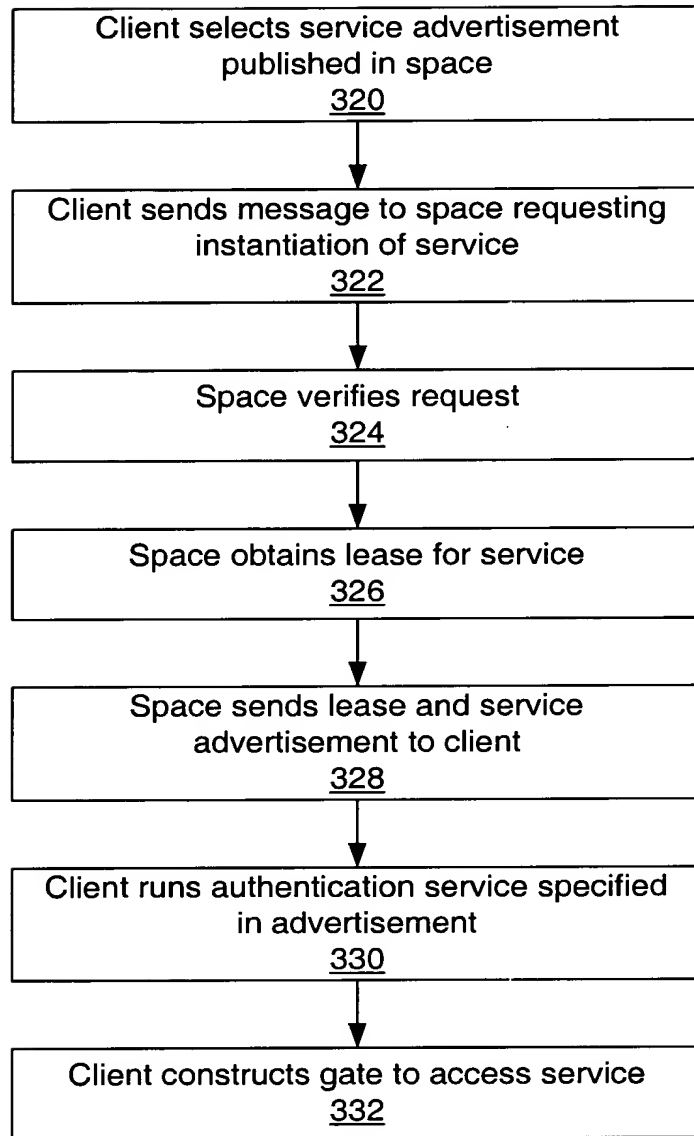 Client selects service advertisement
published in space
320
Client sends message to space requesting
instantiation of service
322
Space verifies request
324
Space obtains lease for service
326
Space sends lease and service
advertisement to client
328
Client runs authentication service specified
in advertisement
330
Client constructs gate to access service
332